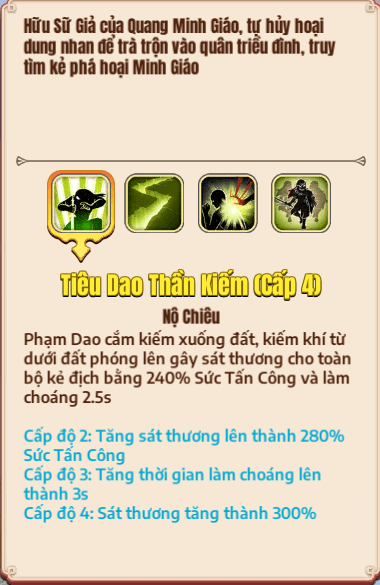 Hữu Sứ Giả của Quang Minh Giáo, tự hủy hoại
dung nhan để trà trộn vào quân triều đình, truy
tìm kẻ phá hoại Minh Giáo
Tiêu Dao Thần Kiếm (Cấp 4)
Nộ Chiêu
Phạm Dao cắm kiếm xuống đất, kiếm khí từ
dưới đất phóng lên gây sát thương cho toàn
bộ kẻ địch bằng 240% Sức Tấn Công và làm
choáng 2.5s
Cấp độ 2: Tăng sát thương lên thành 280%
Sức Tấn Công
Cấp độ 3: Tăng thời gian làm choáng lên
thành 3s
Cấp độ 4: Sát thương tăng thành 300%